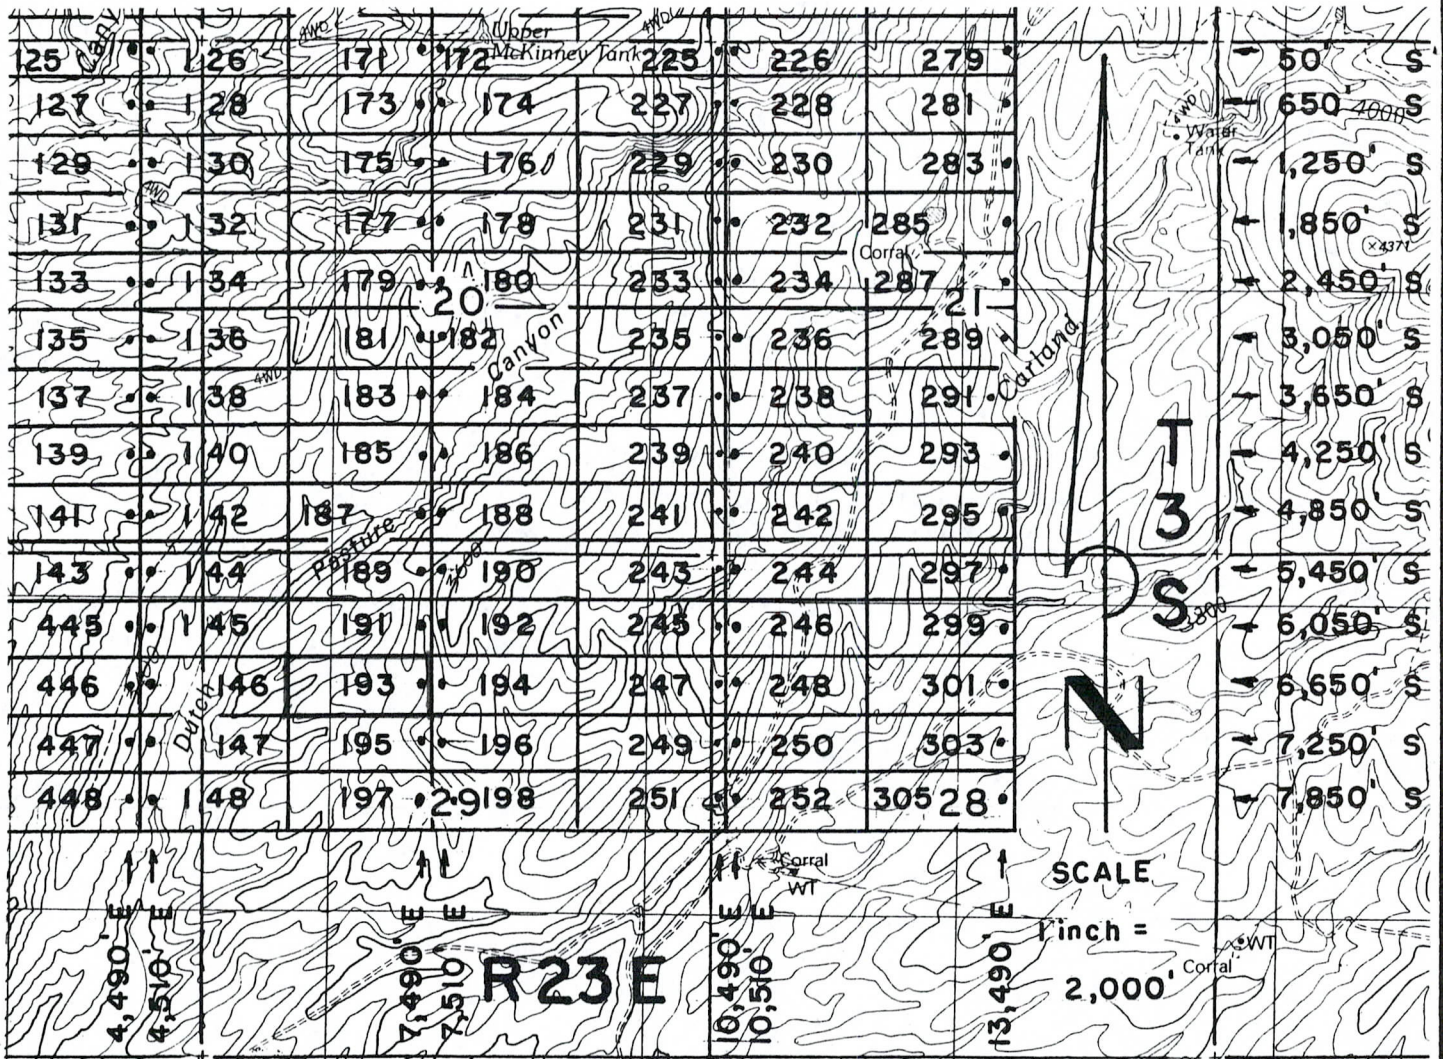 Upper
4WD 4WD
125 126 171 172 McKinney Tank 225 226 279 50' S
127 128 173 174 227 228 281 4WD 650' 4000 S
Water
Tank
129 130 175 176 229 230 283 1,250' S
4WD
131 132 177 178 231 232 285 1,850' S
Corral ×4371
133 134 179 180 233 234 287 2,450' S
20 21
135 136 181 182 Canyon 235 236 289 Carland 3,050' S
4WD
137 138 183 184 237 238 291 3,650' S
139 140 185 186 239 240 293 T 4,250' S
141 142 187 188 241 242 295 3 4,850' S
Pasture 3600
143 144 189 190 243 244 297 5,450' S
S 3800
445 145 191 192 245 246 299 6,050' S
446 146 193 194 247 248 301 6,650' S
Dutch N
447 147 195 196 249 250 303 7,250' S
448 148 197 29 198 251 252 305 28 7,850' S
Corral
WT
SCALE
1 inch =
2,000'
4,490' E 4,510' E 7,490' E 7,510' E 10,490' E 10,510' E 13,490' E
WT
Corral
R 23 E